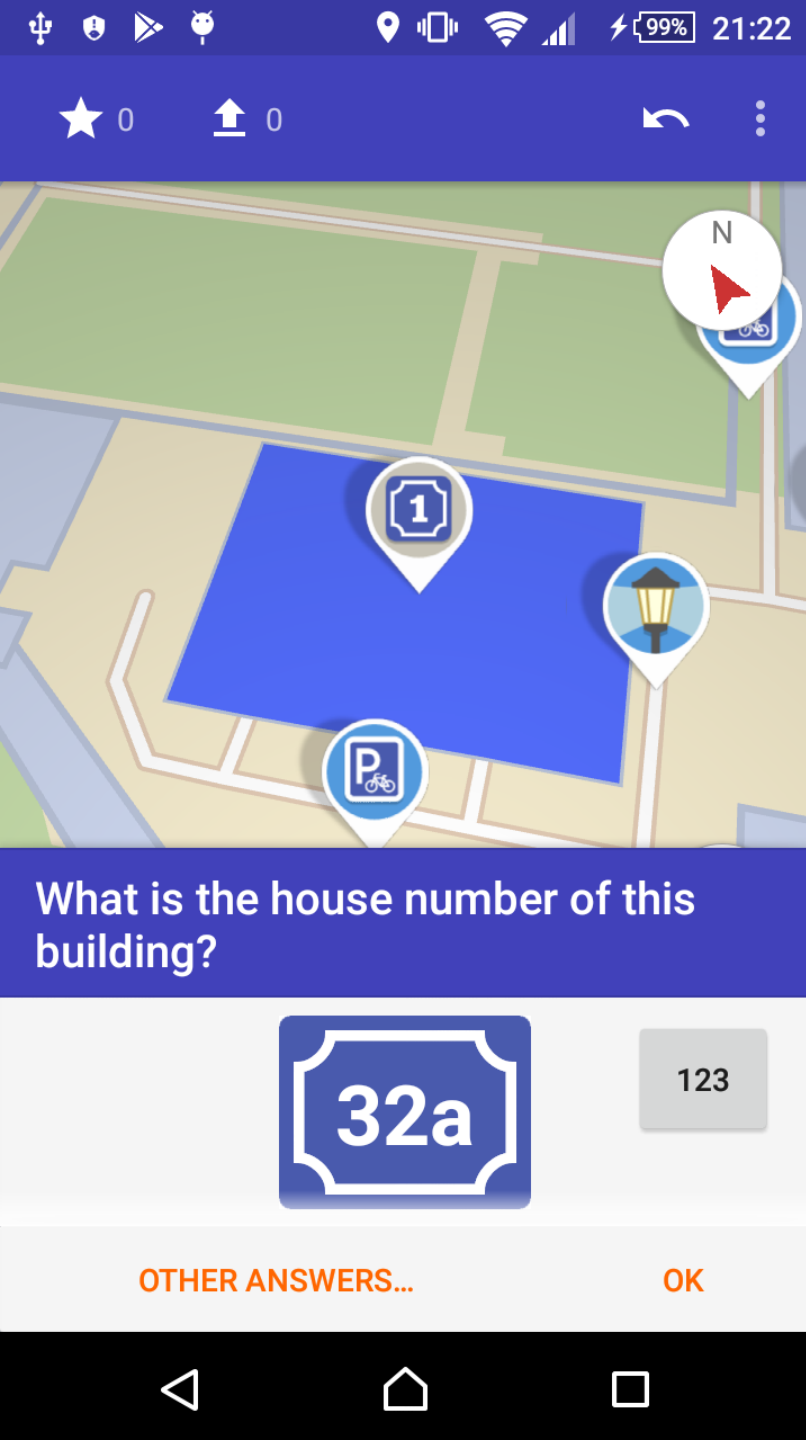 99% 21:22
0 0
N
1
P
What is the house number of this
building?
32a
123
OTHER ANSWERS...
OK